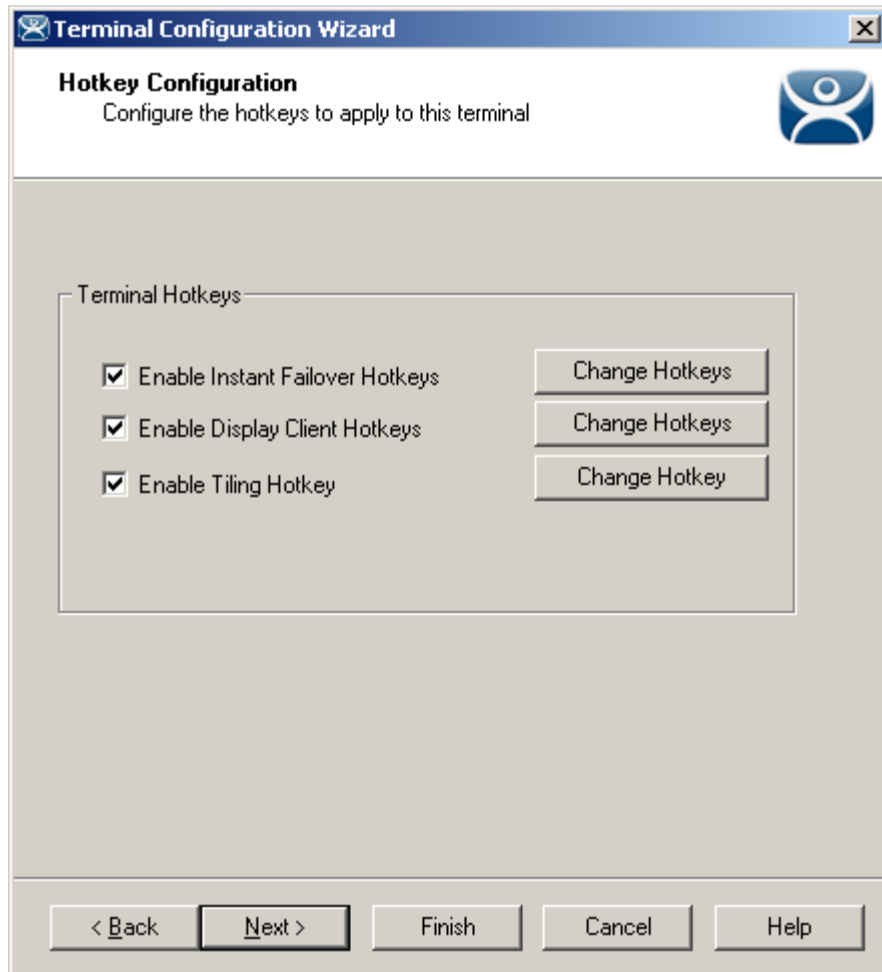 Terminal Configuration Wizard
Hotkey Configuration
Configure the hotkeys to apply to this terminal
Terminal Hotkeys
Enable Instant Failover Hotkeys Change Hotkeys
Enable Display Client Hotkeys Change Hotkeys
Enable Tiling Hotkey Change Hotkey
< Back Next > Finish Cancel Help